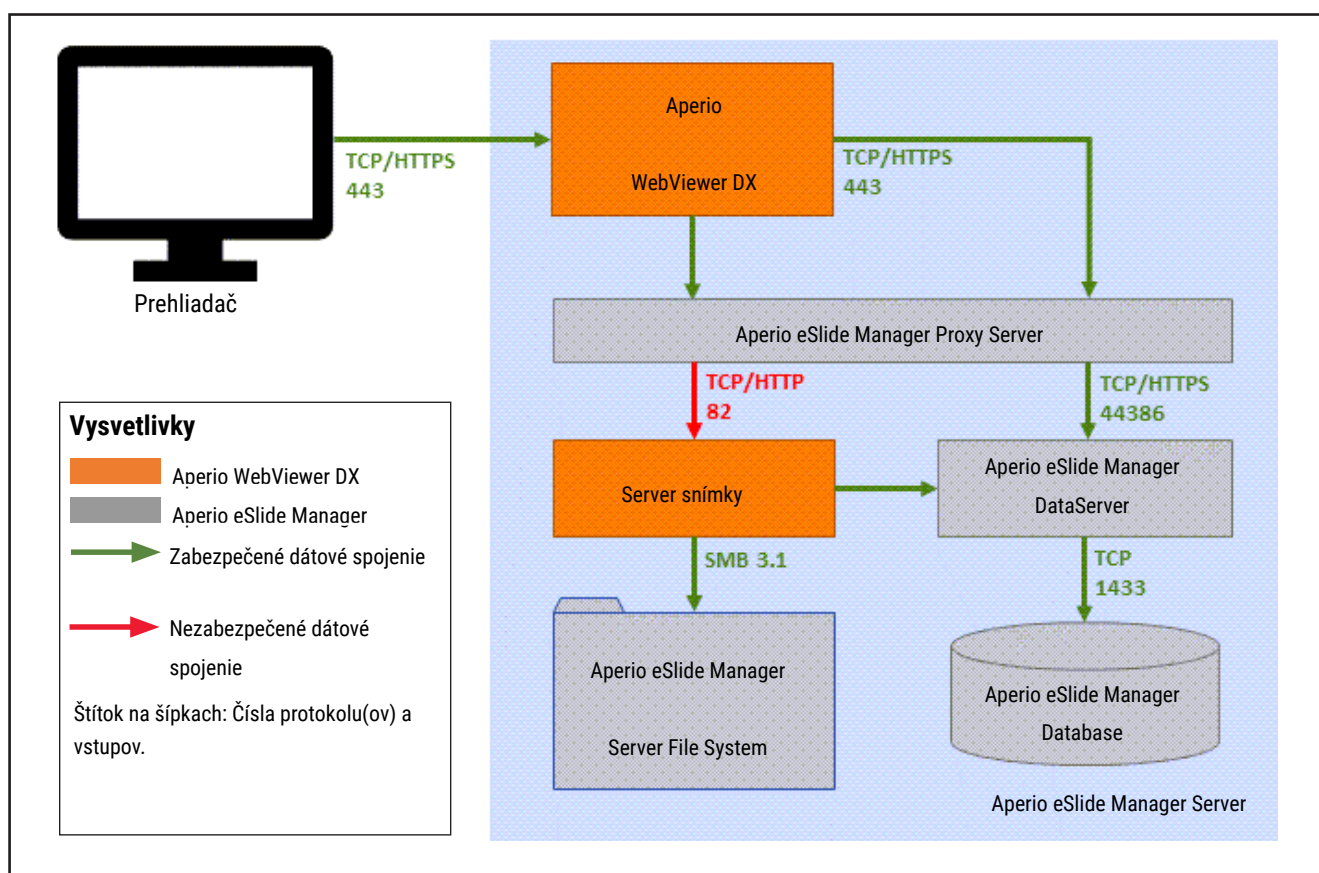 Prehliadač
TCP/HTTPS
443
Aperio
WebViewer DX
TCP/HTTPS
443
Aperio eSlide Manager Proxy Server
TCP/HTTP
82
TCP/HTTPS
44386
Server snímky
Aperio eSlide Manager
DataServer
SMB 3.1
TCP
1433
Aperio eSlide Manager
Server File System
Aperio eSlide Manager
Database
Aperio eSlide Manager Server
Vysvetlivky
Aperio WebViewer DX
Aperio eSlide Manager
Zabezpečené dátové spojenie
Nezabezpečené dátové
spojenie
Štítok na šípkach: Čísla protokolu(ov) a
vstupov.